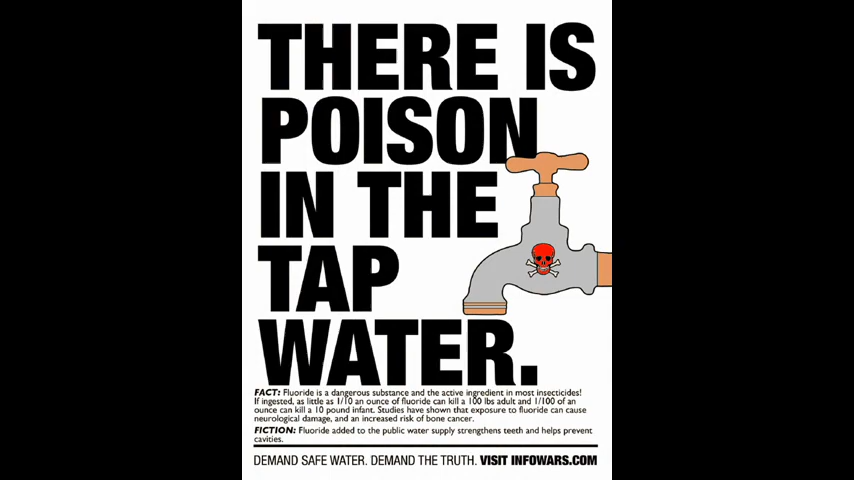 THERE IS
POISON
IN THE
TAP
WATER.
FACT: Fluoride is a dangerous substance and the active ingredient in most insecticides!
If ingested, as little as 1/10 an ounce of fluoride can kill a 100 lbs adult and 1/100 of an
ounce can kill a 10 pound infant. Studies have shown that exposure to fluoride can cause
neurological damage, and an increased risk of bone cancer.
FICTION: Fluoride added to the public water supply strengthens teeth and helps prevent
cavities.
DEMAND SAFE WATER. DEMAND THE TRUTH. VISIT INFOWARS.COM